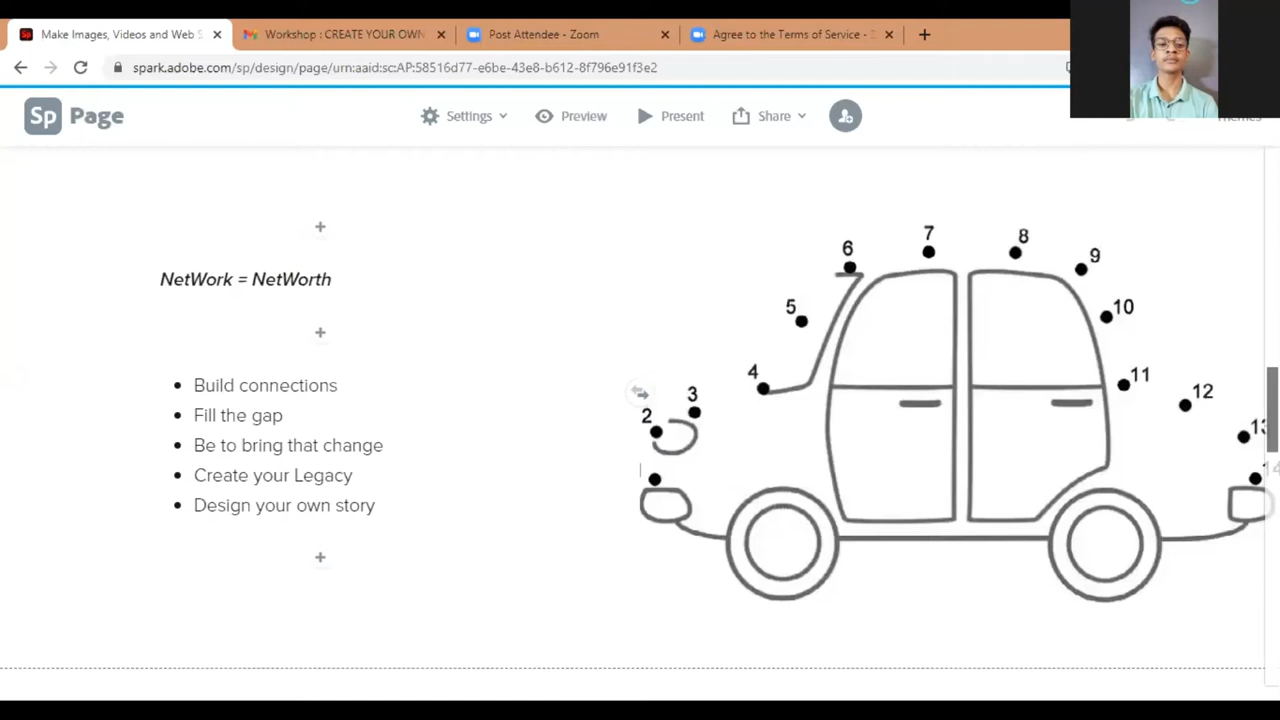 Make Images, Videos and Web S
Workshop : CREATE YOUR OWN
Post Attendee - Zoom
Agree to the Terms of Service -
spark.adobe.com/sp/design/page/urn:aaid:sc:AP:58516d77-e6be-43e8-b612-8f796e91f3e2
Sp Page
Settings
Preview
Present
Share
Themes
NetWork = NetWorth
Build connections
Fill the gap
Be to bring that change
Create your Legacy
Design your own story
2
3
4
5
6
7
8
9
10
11
12
13
14